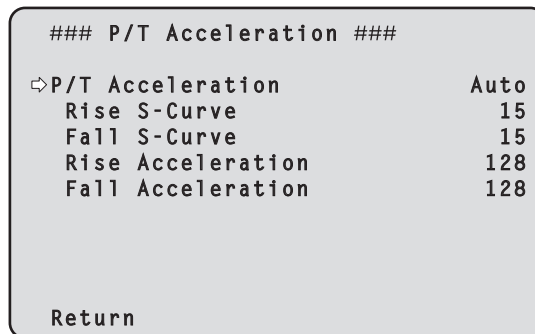 ### P/T Acceleration ###
⇨P/T Acceleration Auto
Rise S-Curve 15
Fall S-Curve 15
Rise Acceleration 128
Fall Acceleration 128
Return